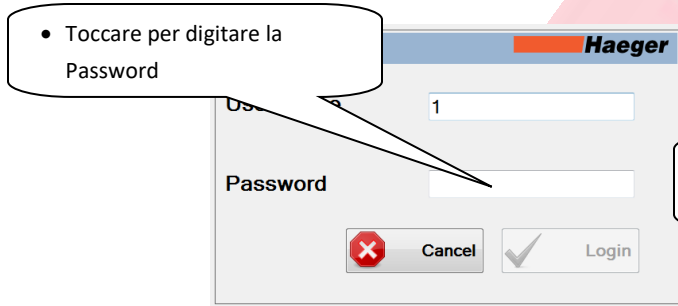 • Toccare per digitare la
Password
Haeger
1
Password
Cancel
Login